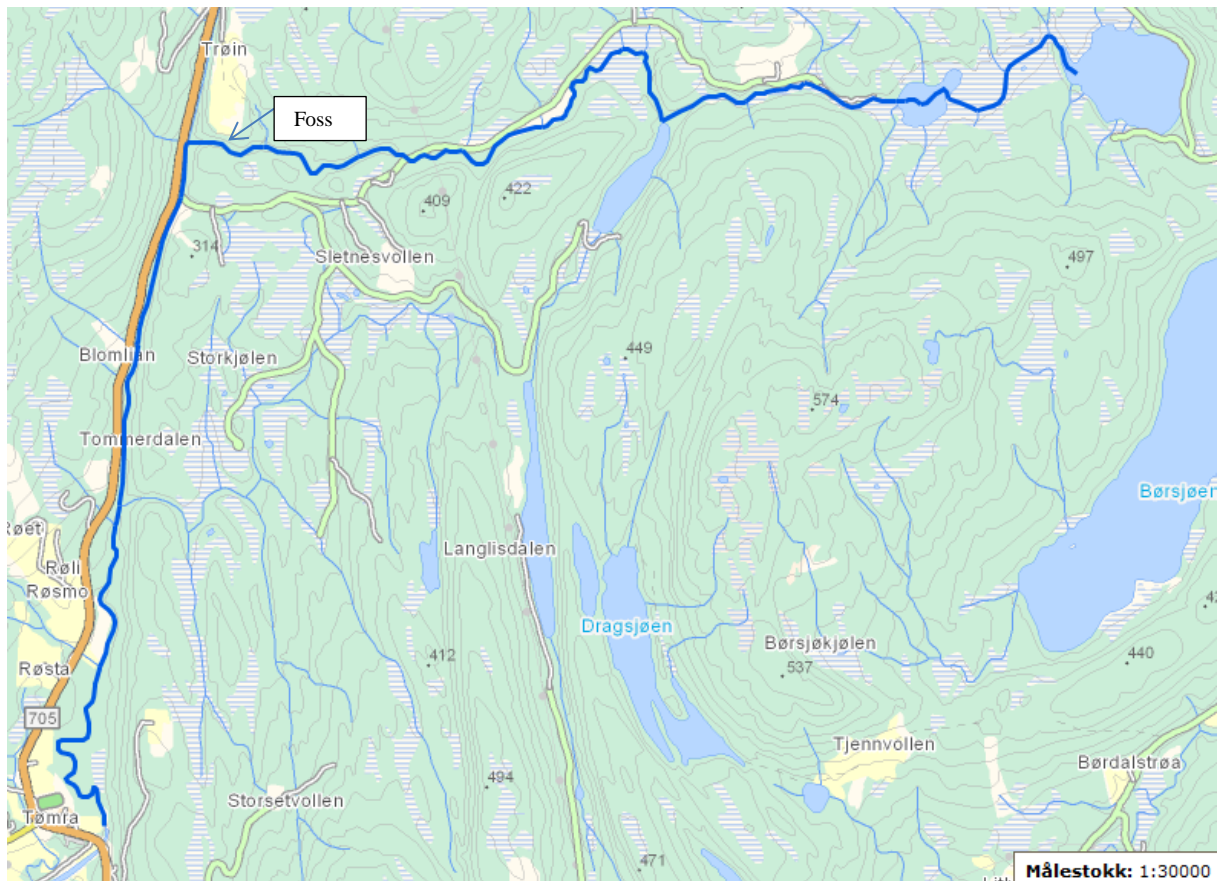 Trøin
Foss
422
409
314
Sletnesvollen
497
Blomlian
Storkjølen
449
574
Tommerdalen
Børsjøen
Langlisdalen
Røli
Røsmo
Dragsjøen
Børsjøkjølen
412
440
Røsta
537
705
Tjennvollen
Børdalstrøa
494
Storsetvollen
Tømra
471
Målestokk: 1:30000